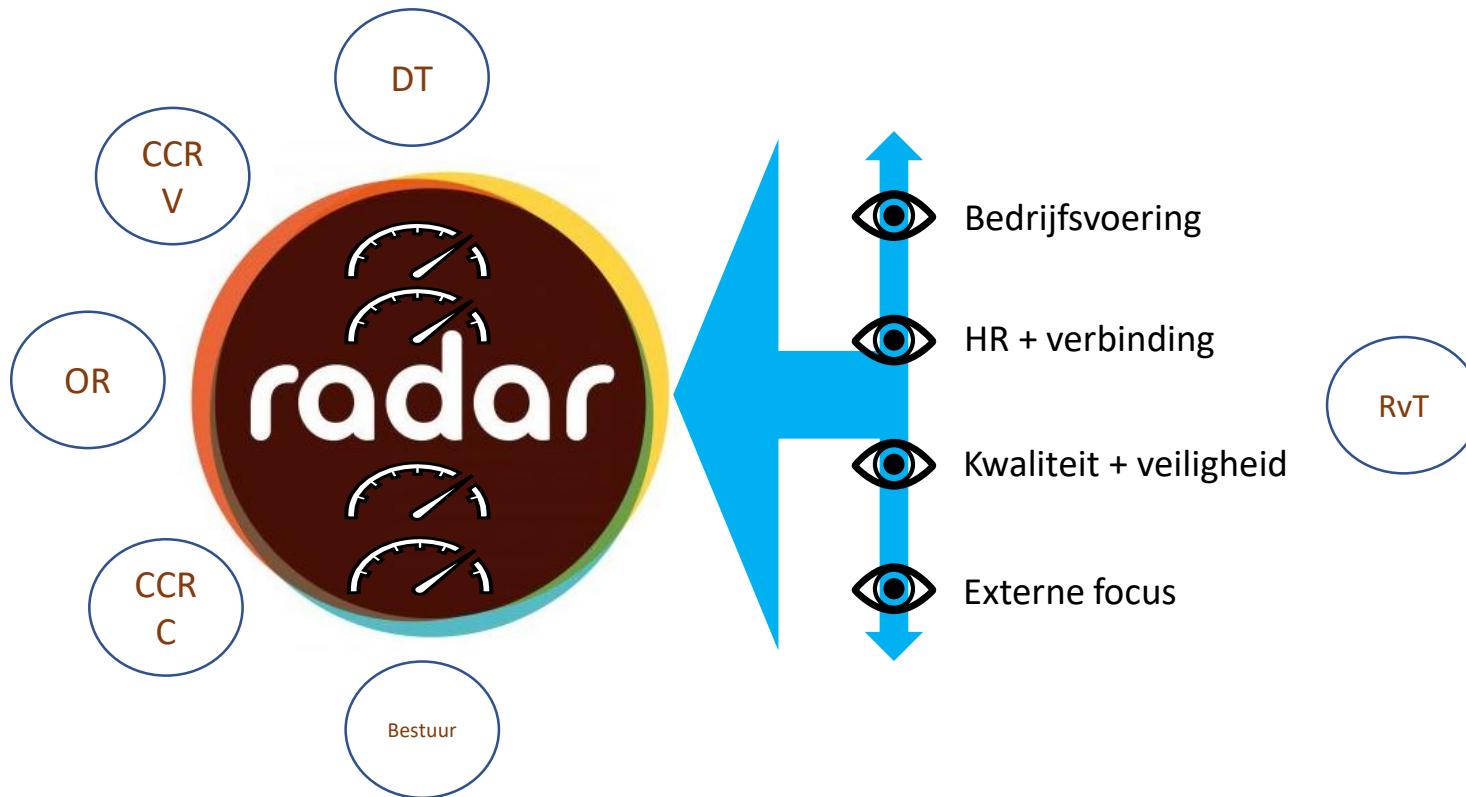 DT
CCR
V
OR
radar
CCR
C
Bestuur
Bedrijfsvoering
HR + verbinding
Kwaliteit + veiligheid
Externe focus
RvT